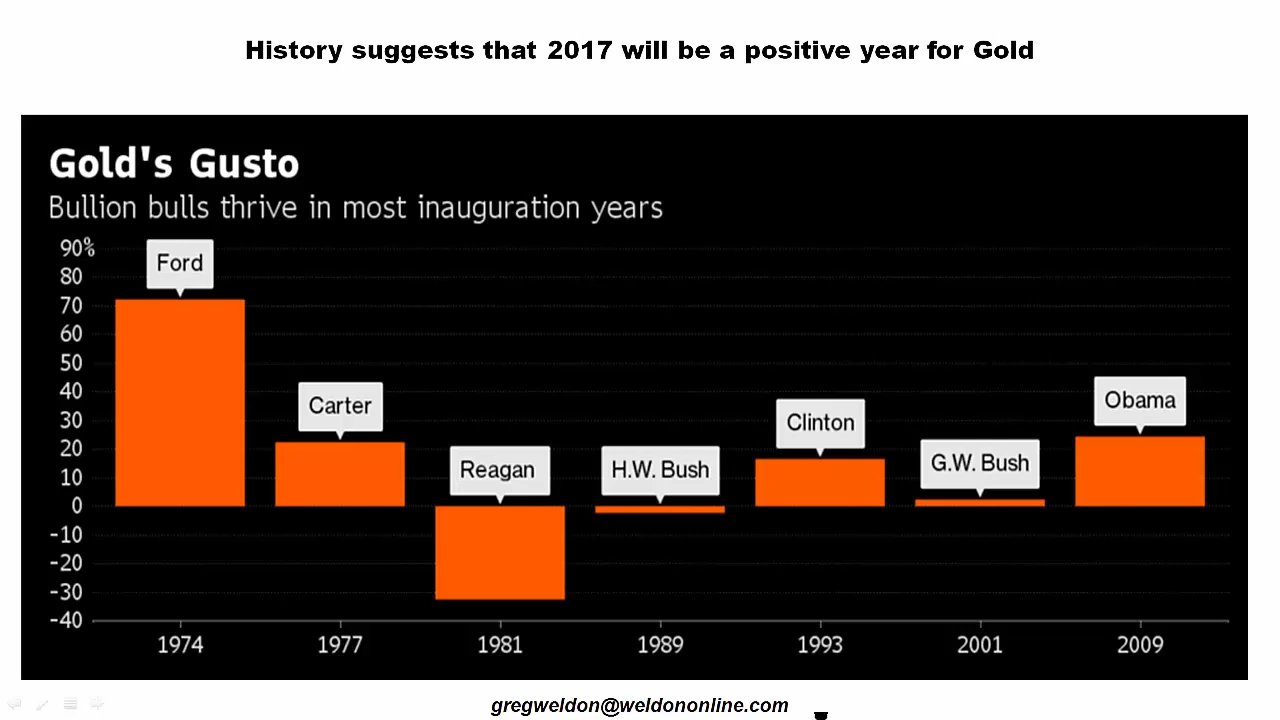 History suggests that 2017 will be a positive year for Gold
Gold's Gusto
Bullion bulls thrive in most inauguration years
90%
80
70
60
50
40
30
20
10
0
-10
-20
-30
-40
Ford
Carter
Reagan
H.W. Bush
Clinton
G.W. Bush
Obama
1974 1977 1981 1989 1993 2001 2009
gregweldon@weldononline.com